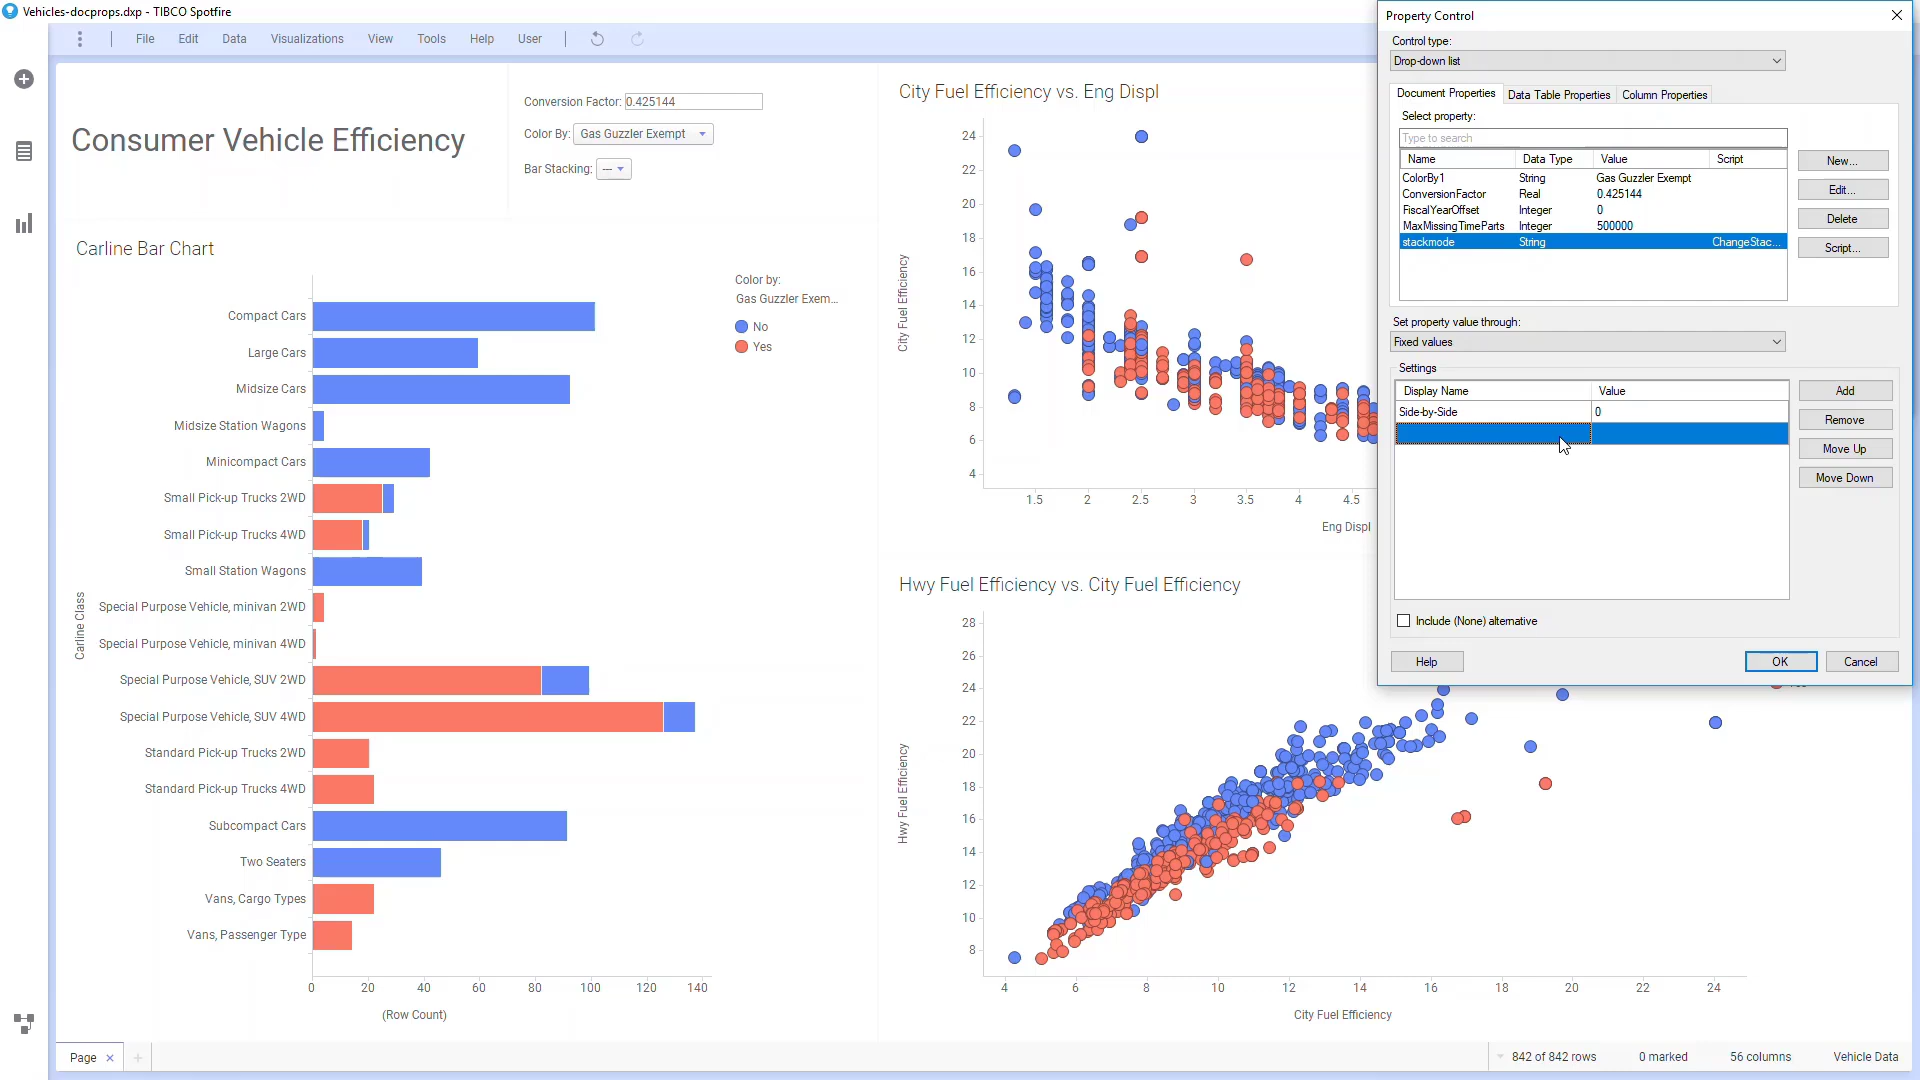 Vehicles-docprops.dxp - TIBCO Spotfire
File Edit Data Visualizations View Tools Help User
Consumer Vehicle Efficiency
Conversion Factor: 0.425144
Color By: Gas Guzzler Exempt
Bar Stacking: ---
Carline Bar Chart
Carline Class
Compact Cars
Large Cars
Midsize Cars
Midsize Station Wagons
Minicompact Cars
Small Pick-up Trucks 2WD
Small Pick-up Trucks 4WD
Small Station Wagons
Special Purpose Vehicle, minivan 2WD
Special Purpose Vehicle, minivan 4WD
Special Purpose Vehicle, SUV 2WD
Special Purpose Vehicle, SUV 4WD
Standard Pick-up Trucks 2WD
Standard Pick-up Trucks 4WD
Subcompact Cars
Two Seaters
Vans, Cargo Types
Vans, Passenger Type
0 20 40 60 80 100 120 140
(Row Count)
Color by:
Gas Guzzler Exem...
No
Yes
City Fuel Efficiency vs. Eng Displ
City Fuel Efficiency
24
22
20
18
16
14
12
10
8
6
4
1.5 2 2.5 3 3.5 4 4.5
Eng Displ
Hwy Fuel Efficiency vs. City Fuel Efficiency
Hwy Fuel Efficiency
28
26
24
22
20
18
16
14
12
10
8
4 6 8 10 12 14 16 18 20 22 24
City Fuel Efficiency
Property Control
Control type:
Drop-down list
Document Properties Data Table Properties Column Properties
Select property:
Type to search
Name Data Type Value Script
ColorBy1 String Gas Guzzler Exempt
ConversionFactor Real 0.425144
FiscalYearOffset Integer 0
MaxMissingTimeParts Integer 500000
stackmode String ChangeStac...
New...
Edit...
Delete
Script...
Set property value through:
Fixed values
Settings
Display Name Value
Side-by-Side 0
Add
Remove
Move Up
Move Down
Include (None) alternative
Help OK Cancel
Page
842 of 842 rows 0 marked 56 columns Vehicle Data